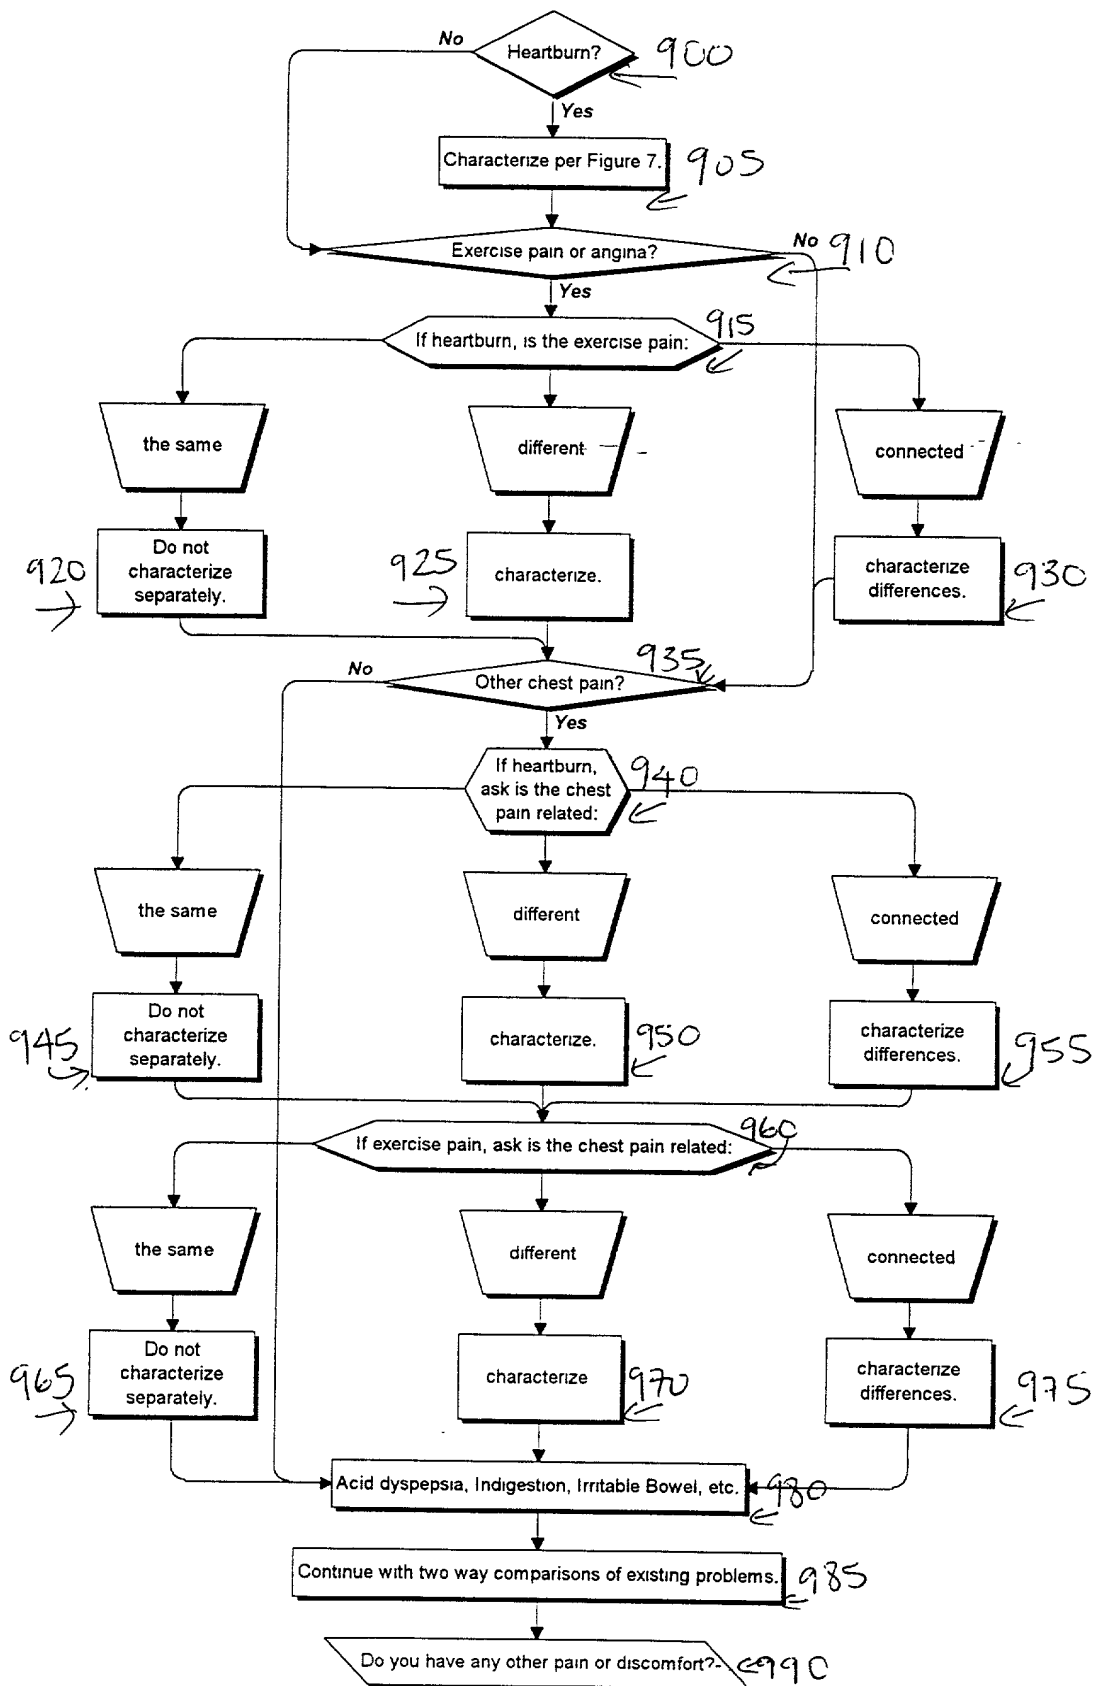 No
Heartburn?
900
Yes
Characterize per Figure 7.
905
Exercise pain or angina?
No
910
Yes
If heartburn, is the exercise pain:
915
the same
different
connected
920
Do not
characterize
separately.
925
characterize.
characterize
differences.
930
No
Other chest pain?
935
Yes
If heartburn,
ask is the chest
pain related:
940
the same
different
connected
945
Do not
characterize
separately.
characterize.
950
characterize
differences.
955
If exercise pain, ask is the chest pain related:
960
the same
different
connected
965
Do not
characterize
separately.
characterize
970
characterize
differences.
975
Acid dyspepsia, Indigestion, Irritable Bowel, etc.
980
Continue with two way comparisons of existing problems.
985
Do you have any other pain or discomfort?
990